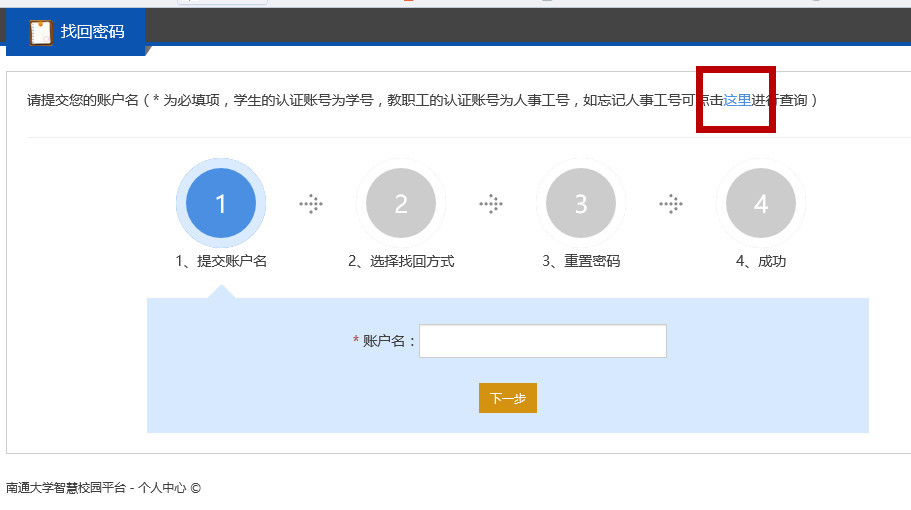 找回密码
请提交您的账户名(* 为必填项，学生的认证账号为学号，教职工的认证账号为人事工号，如忘记人事工号可点击这里进行查询)
1
2
3
4
1、提交账户名
2、选择找回方式
3、重置密码
4、成功
* 账户名：
下一步
南通大学智慧校园平台 - 个人中心 ©